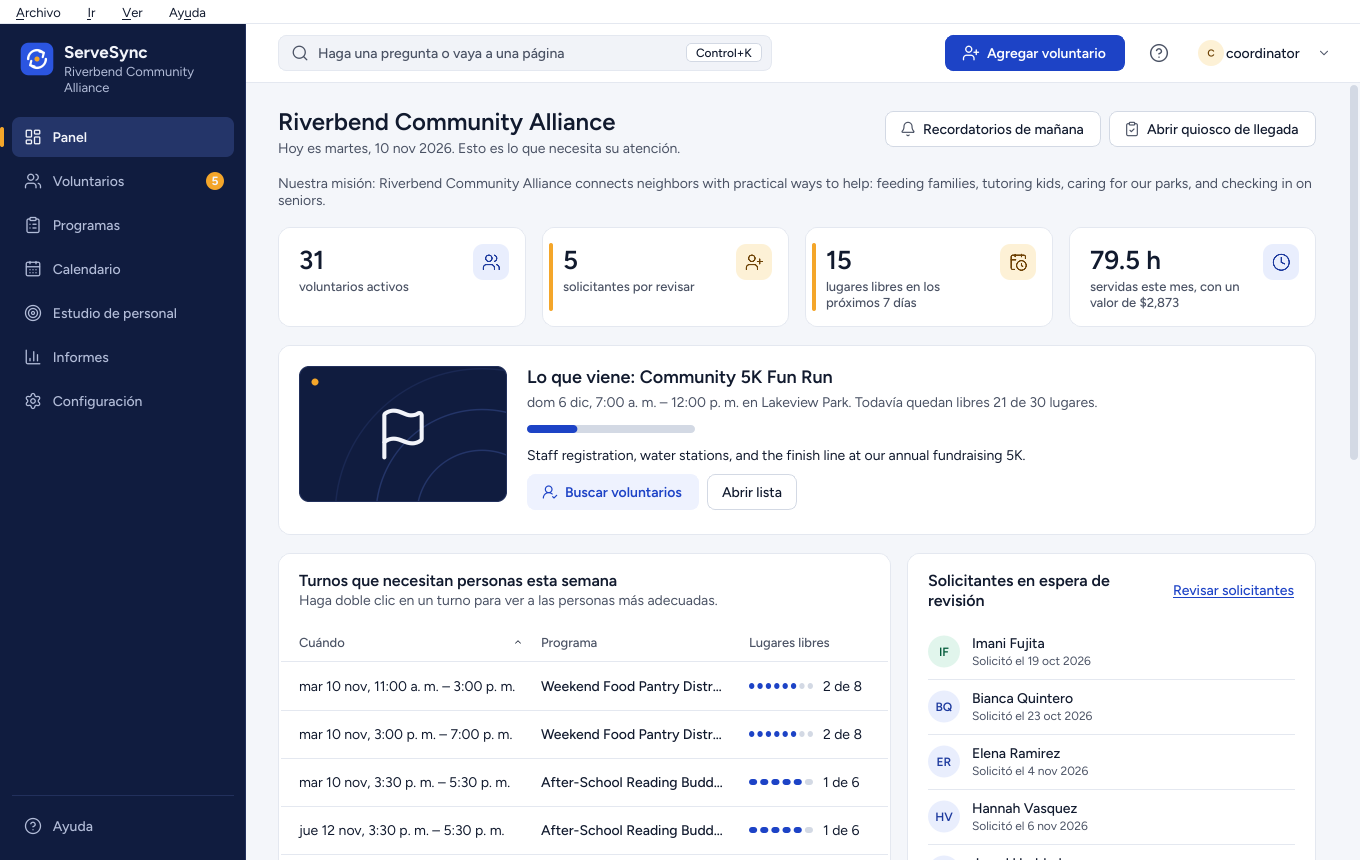 Archivo Ir Ver Ayuda
ServeSync
Riverbend Community
Alliance
Panel
Voluntarios 5
Programas
Calendario
Estudio de personal
Informes
Configuración
Ayuda
Haga una pregunta o vaya a una página Control+K
Agregar voluntario
C coordinator
Riverbend Community Alliance
Hoy es martes, 10 nov 2026. Esto es lo que necesita su atención.
Recordatorios de mañana
Abrir quiosco de llegada
Nuestra misión: Riverbend Community Alliance connects neighbors with practical ways to help: feeding families, tutoring kids, caring for our parks, and checking in on
seniors.
31
voluntarios activos
5
solicitantes por revisar
15
lugares libres en los
próximos 7 días
79.5 h
servidas este mes, con un
valor de $2,873
Lo que viene: Community 5K Fun Run
dom 6 dic, 7:00 a. m. – 12:00 p. m. en Lakeview Park. Todavía quedan libres 21 de 30 lugares.
Staff registration, water stations, and the finish line at our annual fundraising 5K.
Buscar voluntarios
Abrir lista
Turnos que necesitan personas esta semana
Haga doble clic en un turno para ver a las personas más adecuadas.
Cuándo Programa Lugares libres
mar 10 nov, 11:00 a. m. – 3:00 p. m. Weekend Food Pantry Distr... 2 de 8
mar 10 nov, 3:00 p. m. – 7:00 p. m. Weekend Food Pantry Distr... 2 de 8
mar 10 nov, 3:30 p. m. – 5:30 p. m. After-School Reading Budd... 1 de 6
jue 12 nov, 3:30 p. m. – 5:30 p. m. After-School Reading Budd... 1 de 6
Solicitantes en espera de
revisión
Revisar solicitantes
IF Imani Fujita
Solicitó el 19 oct 2026
BQ Bianca Quintero
Solicitó el 23 oct 2026
ER Elena Ramirez
Solicitó el 4 nov 2026
HV Hannah Vasquez
Solicitó el 6 nov 2026